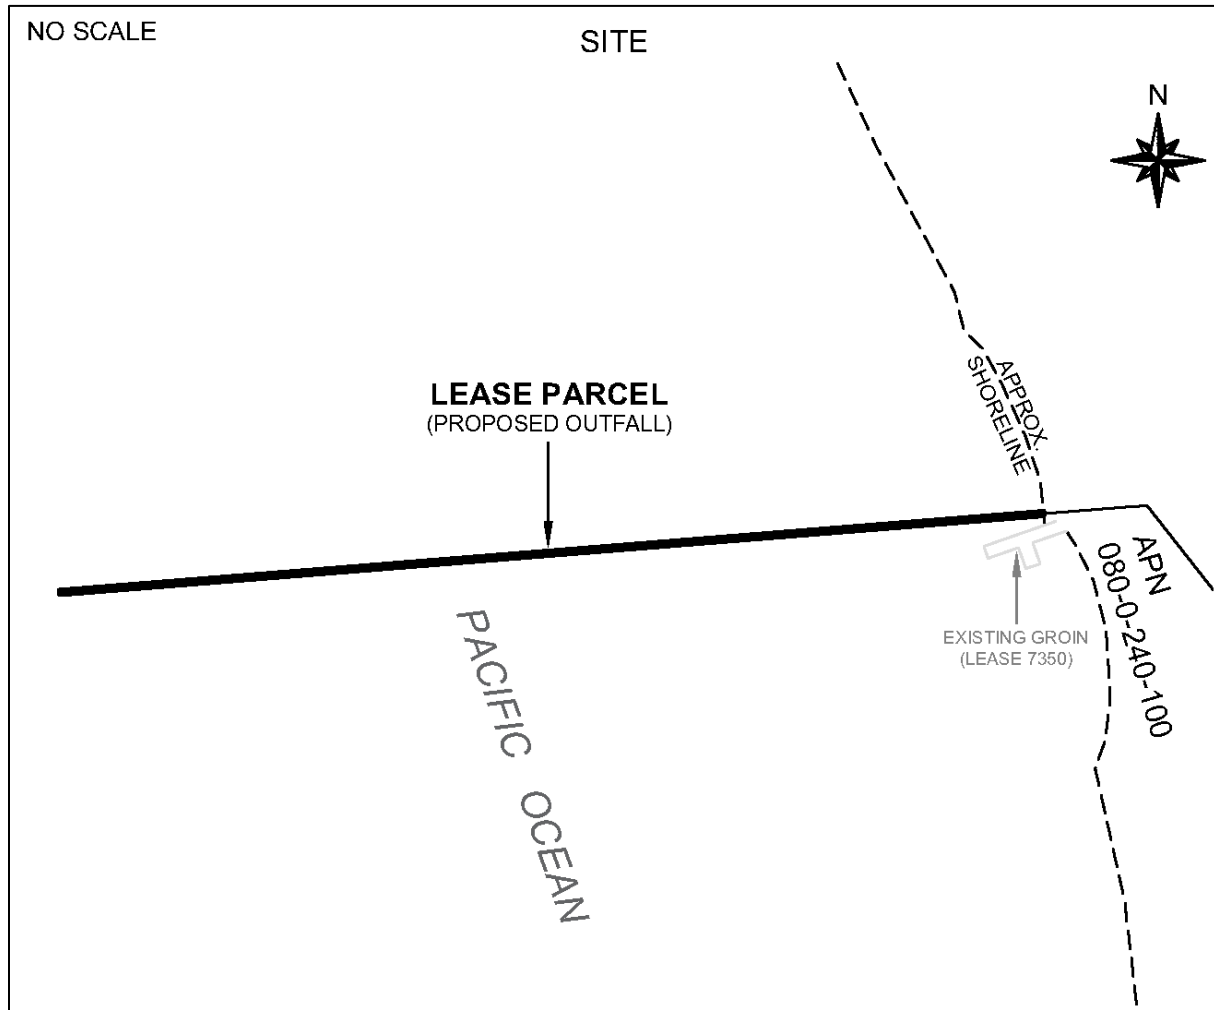 NO SCALE
SITE
N
LEASE PARCEL
(PROPOSED OUTFALL)
APPROX.
SHORELINE
EXISTING GROIN
(LEASE 7350)
APN
080-0-240-100
PACIFIC OCEAN